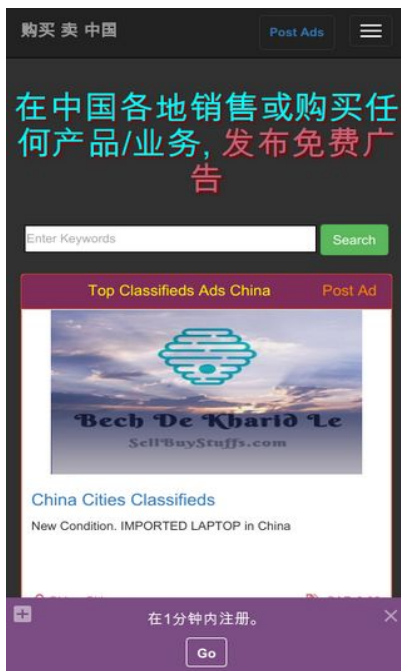 购买 卖 中国
Post Ads
在中国各地销售或购买任
何产品/业务, 发布免费广
告
Enter Keywords
Search
Top Classifieds Ads China
Post Ad
Bech De Kharid Le
SellBuyStuffs.com
China Cities Classifieds
New Condition. IMPORTED LAPTOP in China
在1分钟内注册。
Go